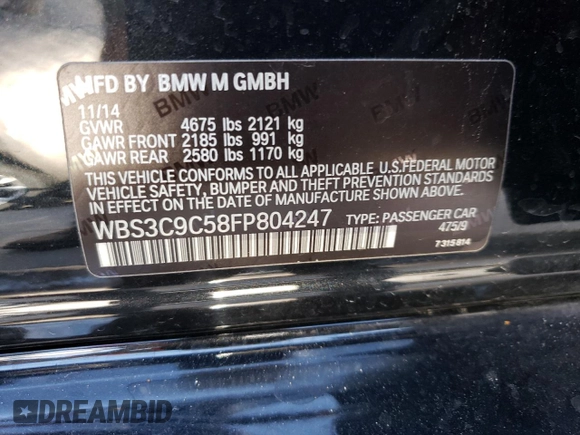 MFD BY BMW M GMBH
11/14
GVWR 4675 lbs 2121 kg
GAWR FRONT 2185 lbs 991 kg
GAWR REAR 2580 lbs 1170 kg
THIS VEHICLE CONFORMS TO ALL APPLICABLE U.S.FEDERAL MOTOR
VEHICLE SAFETY, BUMPER AND THEFT PREVENTION STANDARDS
IN EFFECT ON THE DATE OF MANUFACTURE SHOWN ABOVE.
WBS3C9C58FP804247 TYPE: PASSENGER CAR
475/9
7315814
DREAMBID